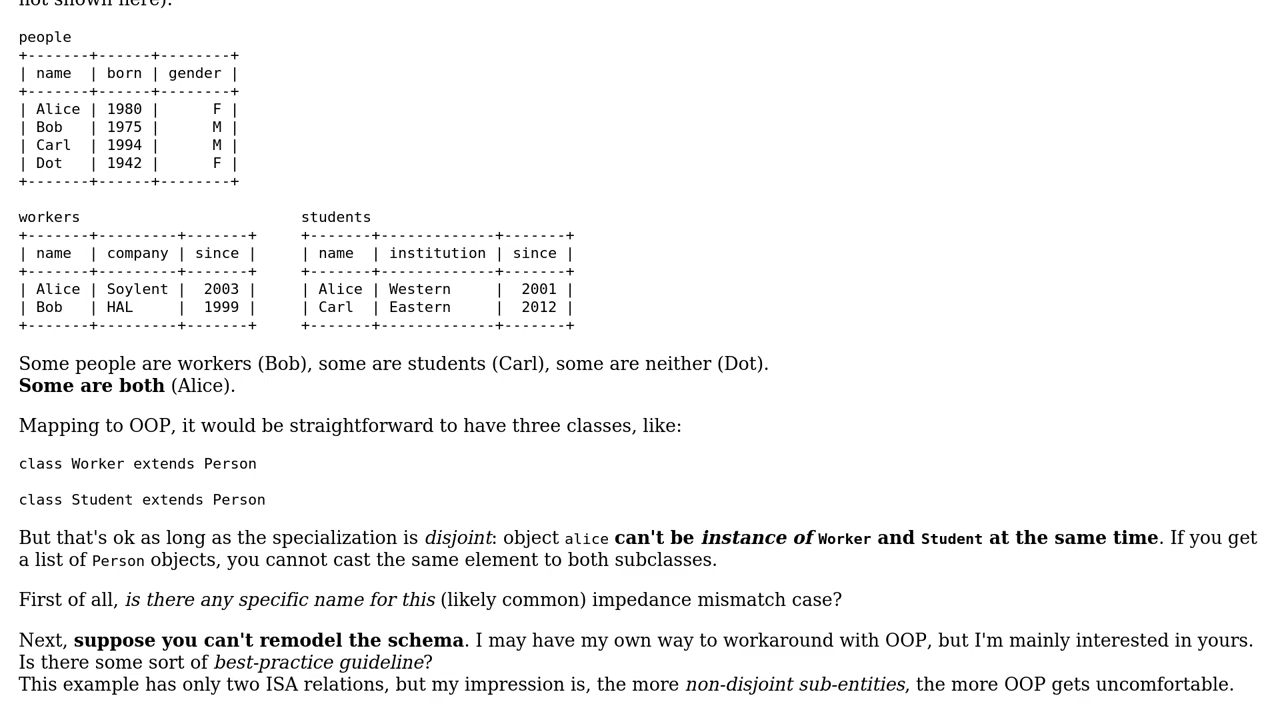 not shown here).
people
+-------+------+--------+
| name  | born | gender |
+-------+------+--------+
| Alice | 1980 |      F |
| Bob   | 1975 |      M |
| Carl  | 1994 |      M |
| Dot   | 1942 |      F |
+-------+------+--------+
workers                         students
+-------+---------+-------+     +-------+-------------+-------+
| name  | company | since |     | name  | institution | since |
+-------+---------+-------+     +-------+-------------+-------+
| Alice | Soylent |  2003 |     | Alice | Western     |  2001 |
| Bob   | HAL     |  1999 |     | Carl  | Eastern     |  2012 |
+-------+---------+-------+     +-------+-------------+-------+
Some people are workers (Bob), some are students (Carl), some are neither (Dot).
Some are both (Alice).
Mapping to OOP, it would be straightforward to have three classes, like:
class Worker extends Person
class Student extends Person
But that's ok as long as the specialization is disjoint: object alice can't be instance of Worker and Student at the same time. If you get
a list of Person objects, you cannot cast the same element to both subclasses.
First of all, is there any specific name for this (likely common) impedance mismatch case?
Next, suppose you can't remodel the schema. I may have my own way to workaround with OOP, but I'm mainly interested in yours.
Is there some sort of best-practice guideline?
This example has only two ISA relations, but my impression is, the more non-disjoint sub-entities, the more OOP gets uncomfortable.